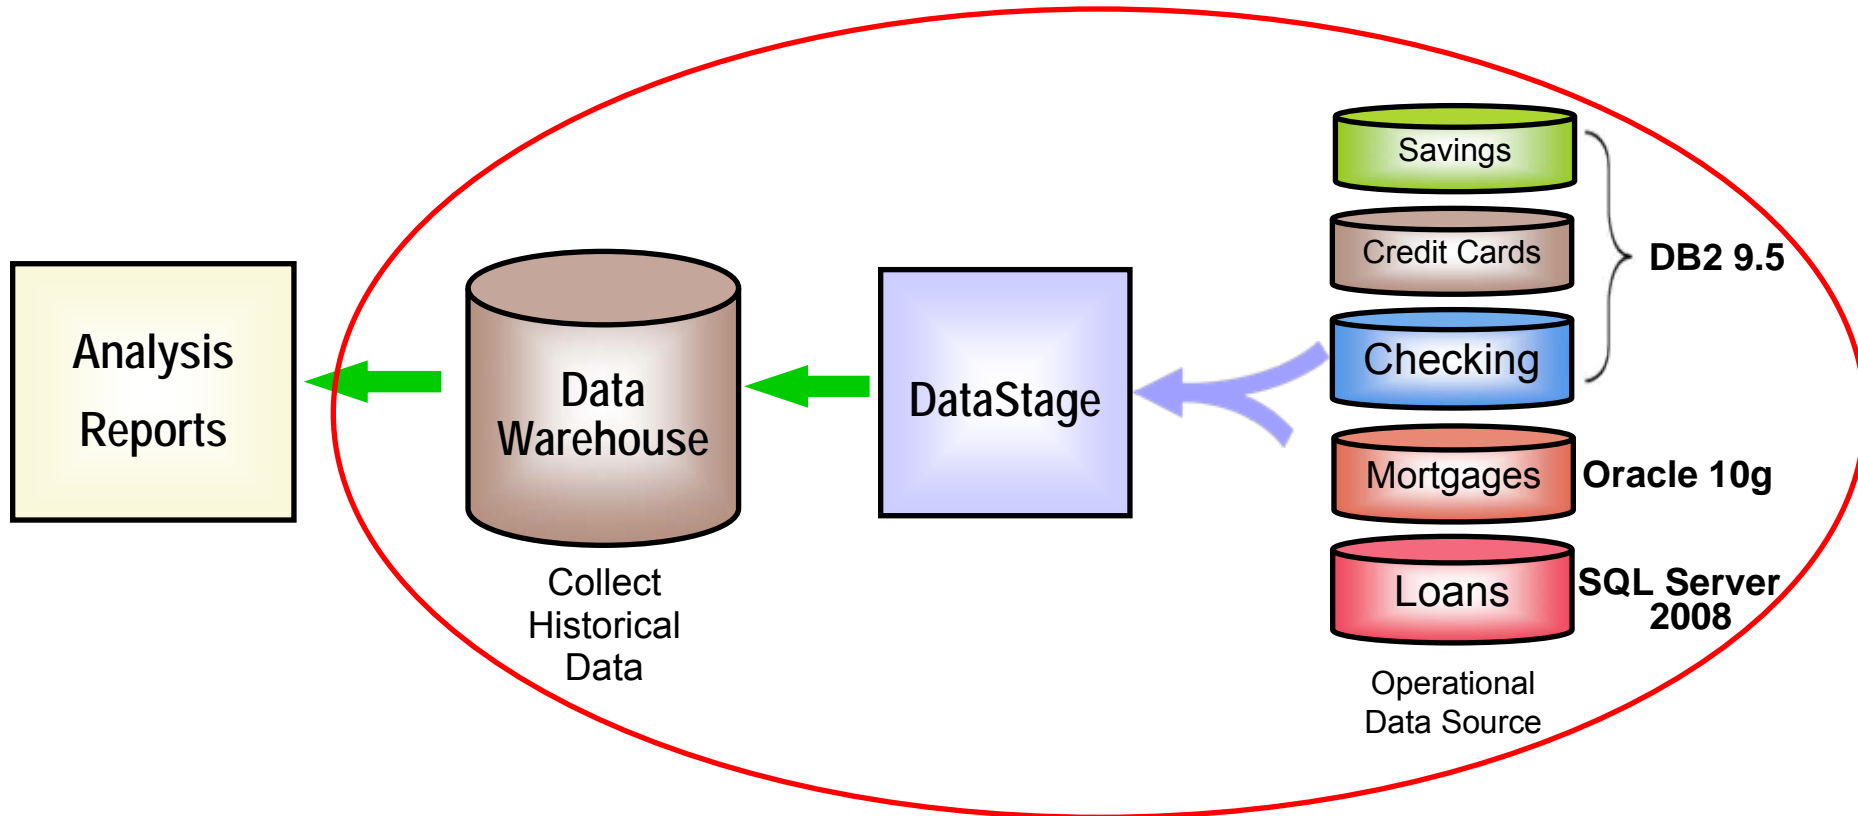 Analysis
Reports
Data
Warehouse
Collect
Historical
Data
DataStage
Savings
Credit Cards
Checking
Mortgages
Loans
Operational
Data Source
DB2 9.5
Oracle 10g
SQL Server
2008